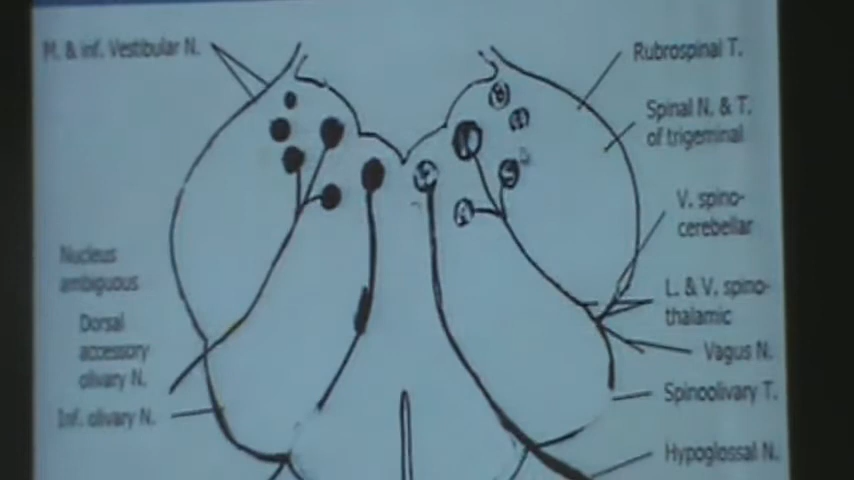 M. & inf. Vestibular N.
Nucleus
ambiguous
Dorsal
accessory
olivary N.
Inf. olivary N.
Rubrospinal T.
Spinal N. & T.
of trigeminal
V. spino-
cerebellar
L. & V. spino-
thalamic
Vagus N.
Spinoolivary T.
Hypoglossal N.